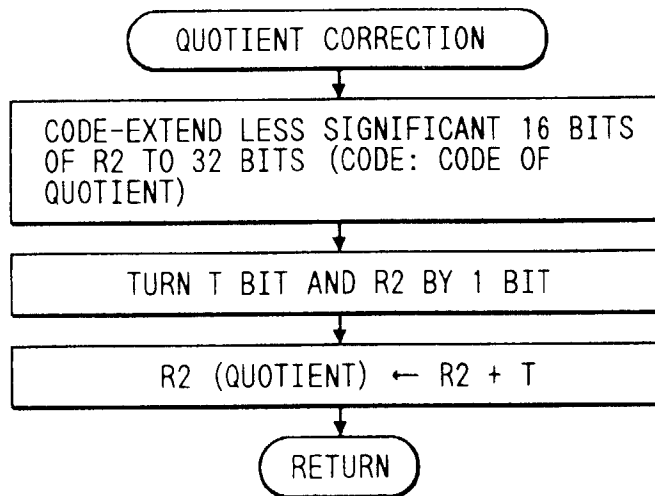 QUOTIENT CORRECTION
CODE-EXTEND LESS SIGNIFICANT 16 BITS
OF R2 TO 32 BITS (CODE: CODE OF
QUOTIENT)
TURN T BIT AND R2 BY 1 BIT
R2 (QUOTIENT) ← R2 + T
RETURN